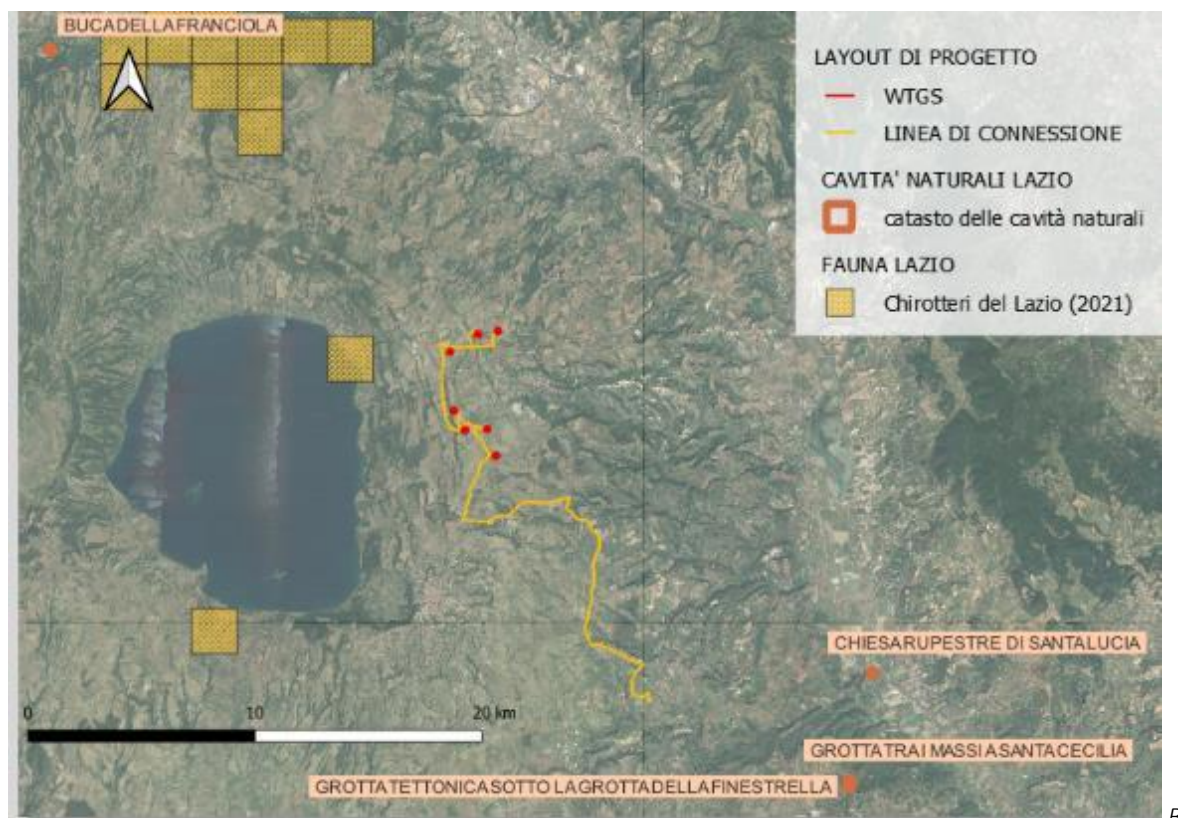 BUCADELLAFRANCIOLA
LAYOUT DI PROGETTO
WTGS
LINEA DI CONNESSIONE
CAVITA' NATURALI LAZIO
catasto delle cavità naturali
FAUNA LAZIO
Chirotteri del Lazio (2021)
CHIESARUPESTRE DI SANTALUCIA
0 10 20 km
GROTTATRAI MASSI A SANTACECILIA
GROTTATETTONICASOTTO LAGROTTADELLAFINESTRELLA